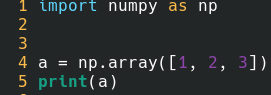 1 import numpy as np
2
3
4 a = np.array([1, 2, 3])
5 print(a)